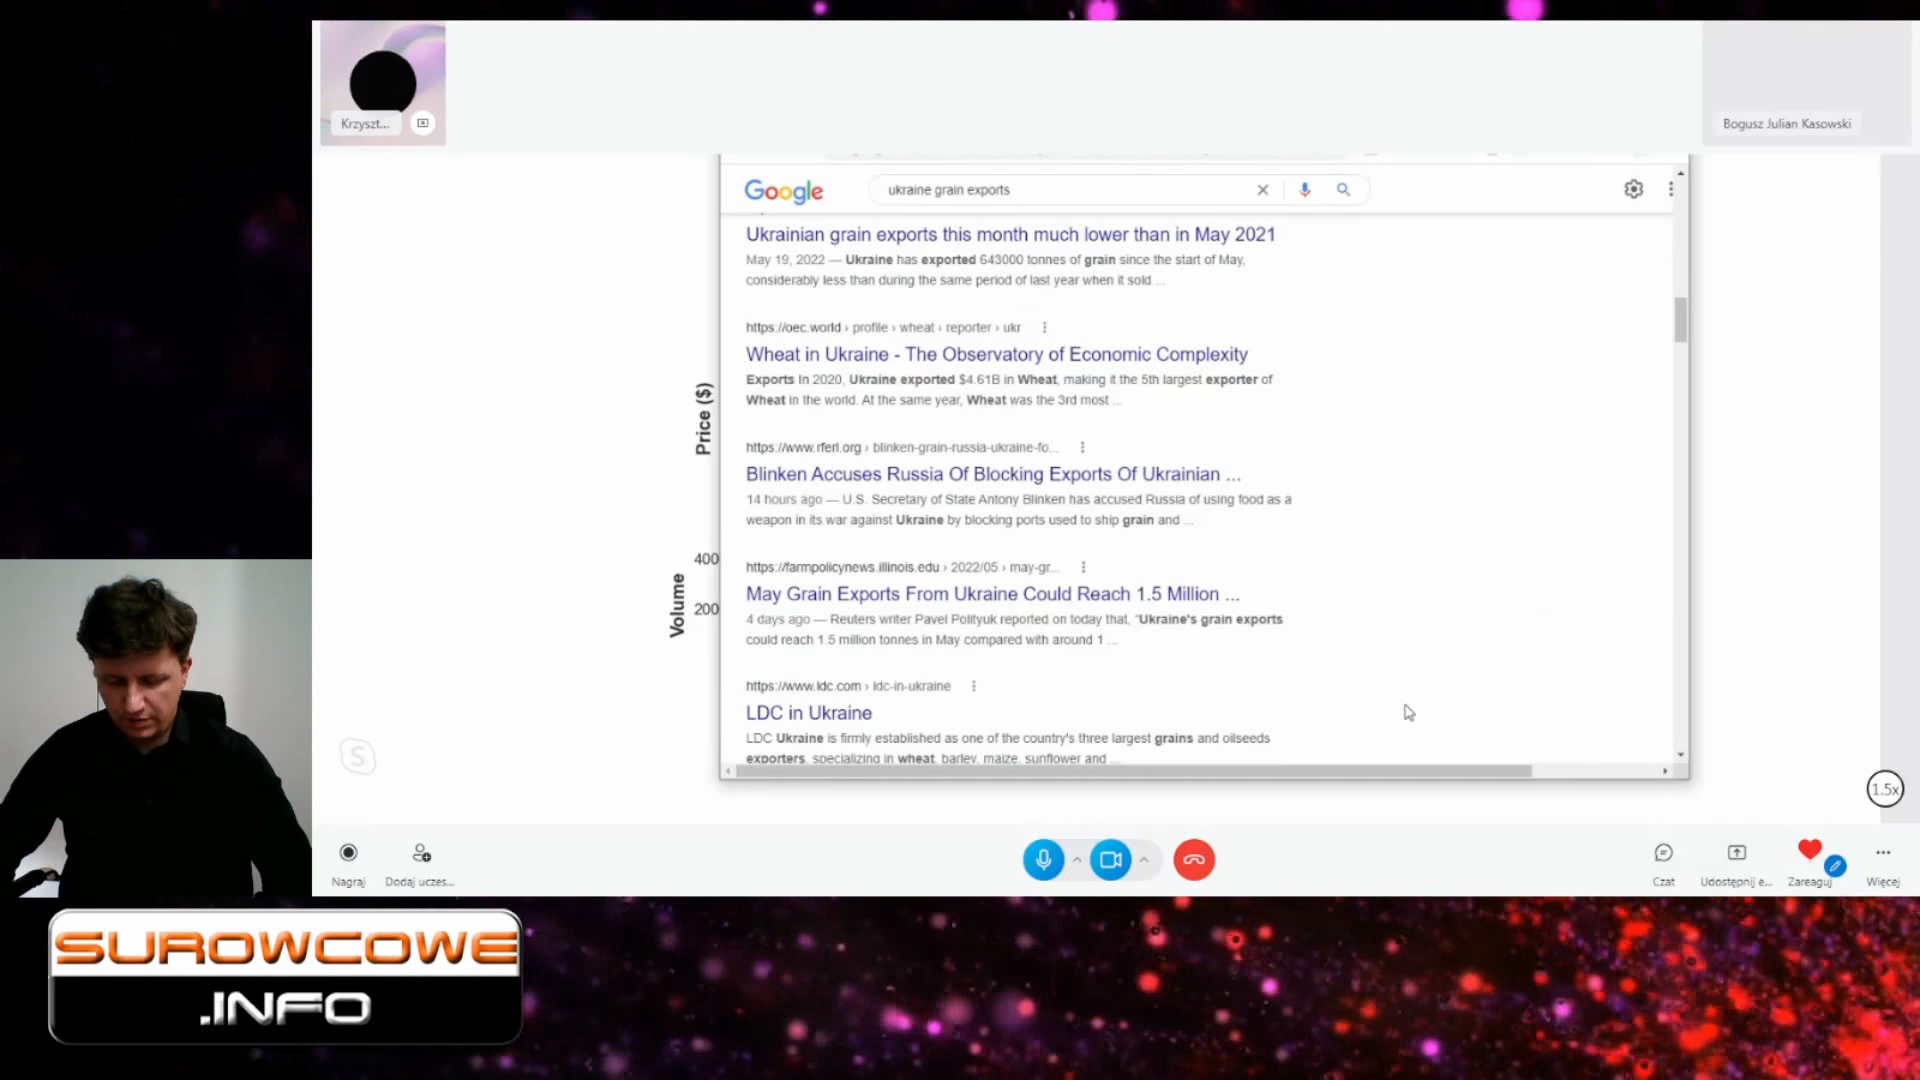 Krzyszt...
Bogusz Julian Kasowski
Google
ukraine grain exports
Ukrainian grain exports this month much lower than in May 2021
May 19, 2022 — Ukraine has exported 643000 tonnes of grain since the start of May,
considerably less than during the same period of last year when it sold ...
https://oec.world › profile › wheat › reporter › ukr
Wheat in Ukraine - The Observatory of Economic Complexity
Exports In 2020, Ukraine exported $4.61B in Wheat, making it the 5th largest exporter of
Wheat in the world. At the same year, Wheat was the 3rd most ...
https://www.rferl.org › blinken-grain-russia-ukraine-fo...
Blinken Accuses Russia Of Blocking Exports Of Ukrainian ...
14 hours ago — U.S. Secretary of State Antony Blinken has accused Russia of using food as a
weapon in its war against Ukraine by blocking ports used to ship grain and ...
https://farmpolicynews.illinois.edu › 2022/05 › may-gr...
May Grain Exports From Ukraine Could Reach 1.5 Million ...
4 days ago — Reuters writer Pavel Polityuk reported on today that, "Ukraine's grain exports
could reach 1.5 million tonnes in May compared with around 1 ...
https://www.ldc.com › ldc-in-ukraine
LDC in Ukraine
LDC Ukraine is firmly established as one of the country's three largest grains and oilseeds
exporters, specializing in wheat, barley, maize, sunflower and ...
Price ($)
Volume
400
200
1.5x
Nagraj
Dodaj uczes...
Czat
Udostępnij e...
Zareaguj
Więcej
SUROWCOWE
.INFO